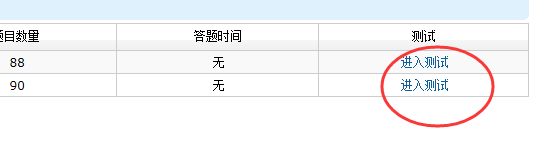 题目数量 答题时间 测试
88 无 进入测试
90 无 进入测试